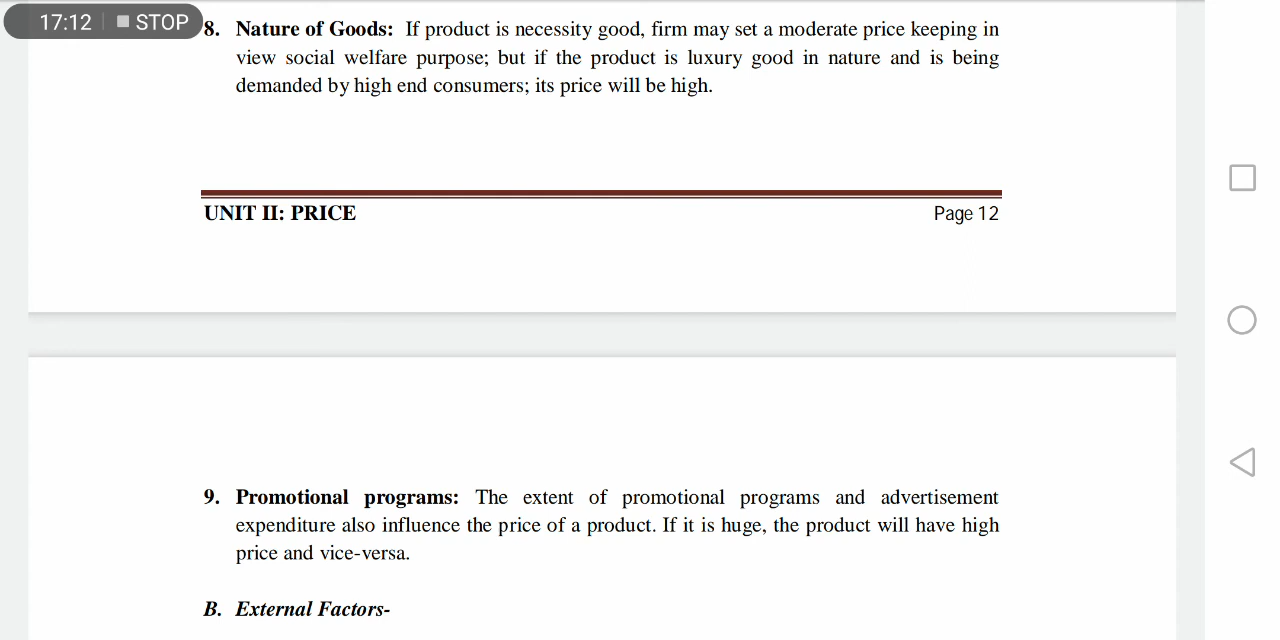 17:12 STOP
8. Nature of Goods: If product is necessity good, firm may set a moderate price keeping in
view social welfare purpose; but if the product is luxury good in nature and is being
demanded by high end consumers; its price will be high.
UNIT II: PRICE Page 12
9. Promotional programs: The extent of promotional programs and advertisement
expenditure also influence the price of a product. If it is huge, the product will have high
price and vice-versa.
B. External Factors-